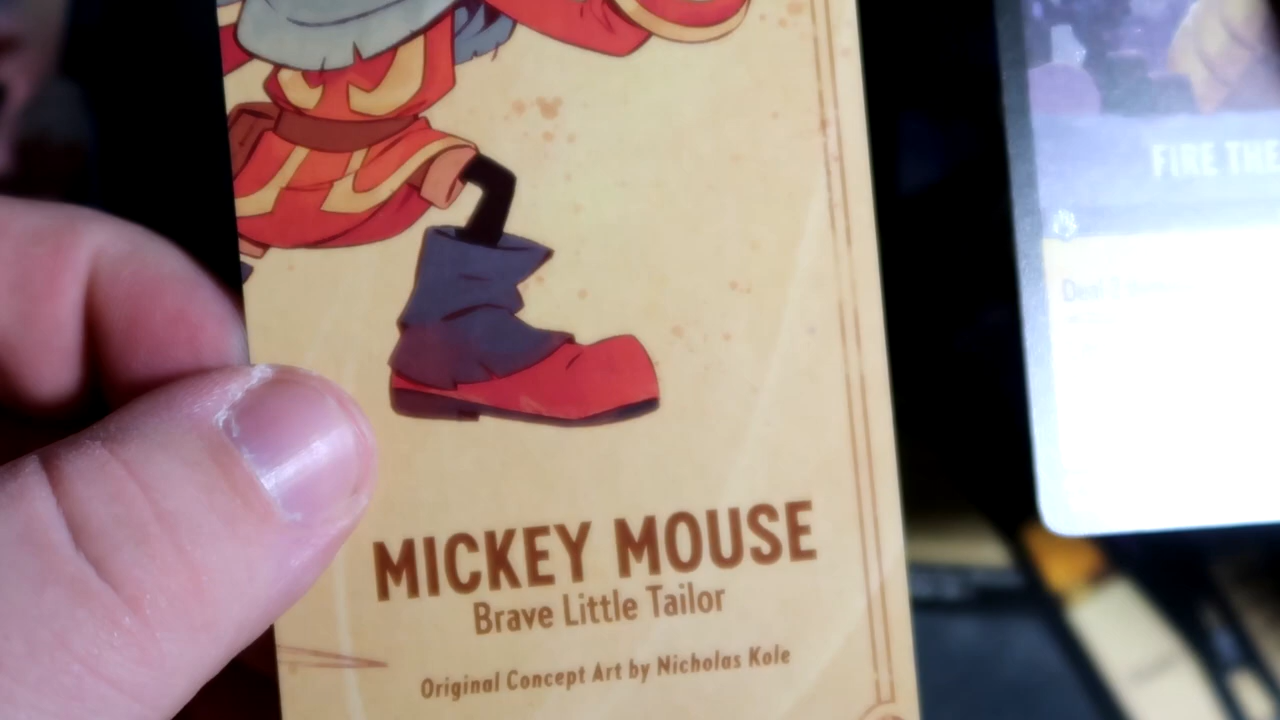 MICKEY MOUSE
Brave Little Tailor
Original Concept Art by Nicholas Kole
FIRE THE